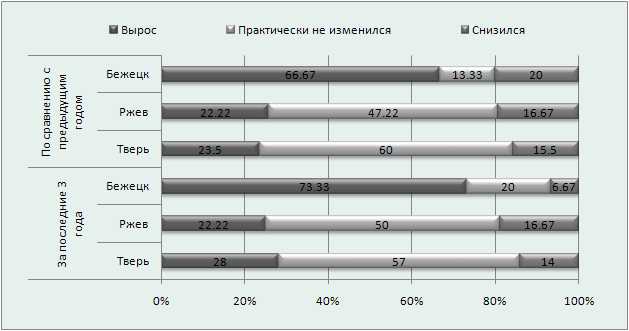 Вырос Практически не изменился Снизился
По сравнению с
предыдущим
годом
Бежецк 66.67 13.33 20
Ржев 22.22 47.22 16.67
Тверь 23.5 60 15.5
За последние 3
года
Бежецк 73.33 20 6.67
Ржев 22.22 50 16.67
Тверь 28 57 14
0% 20% 40% 60% 80% 100%